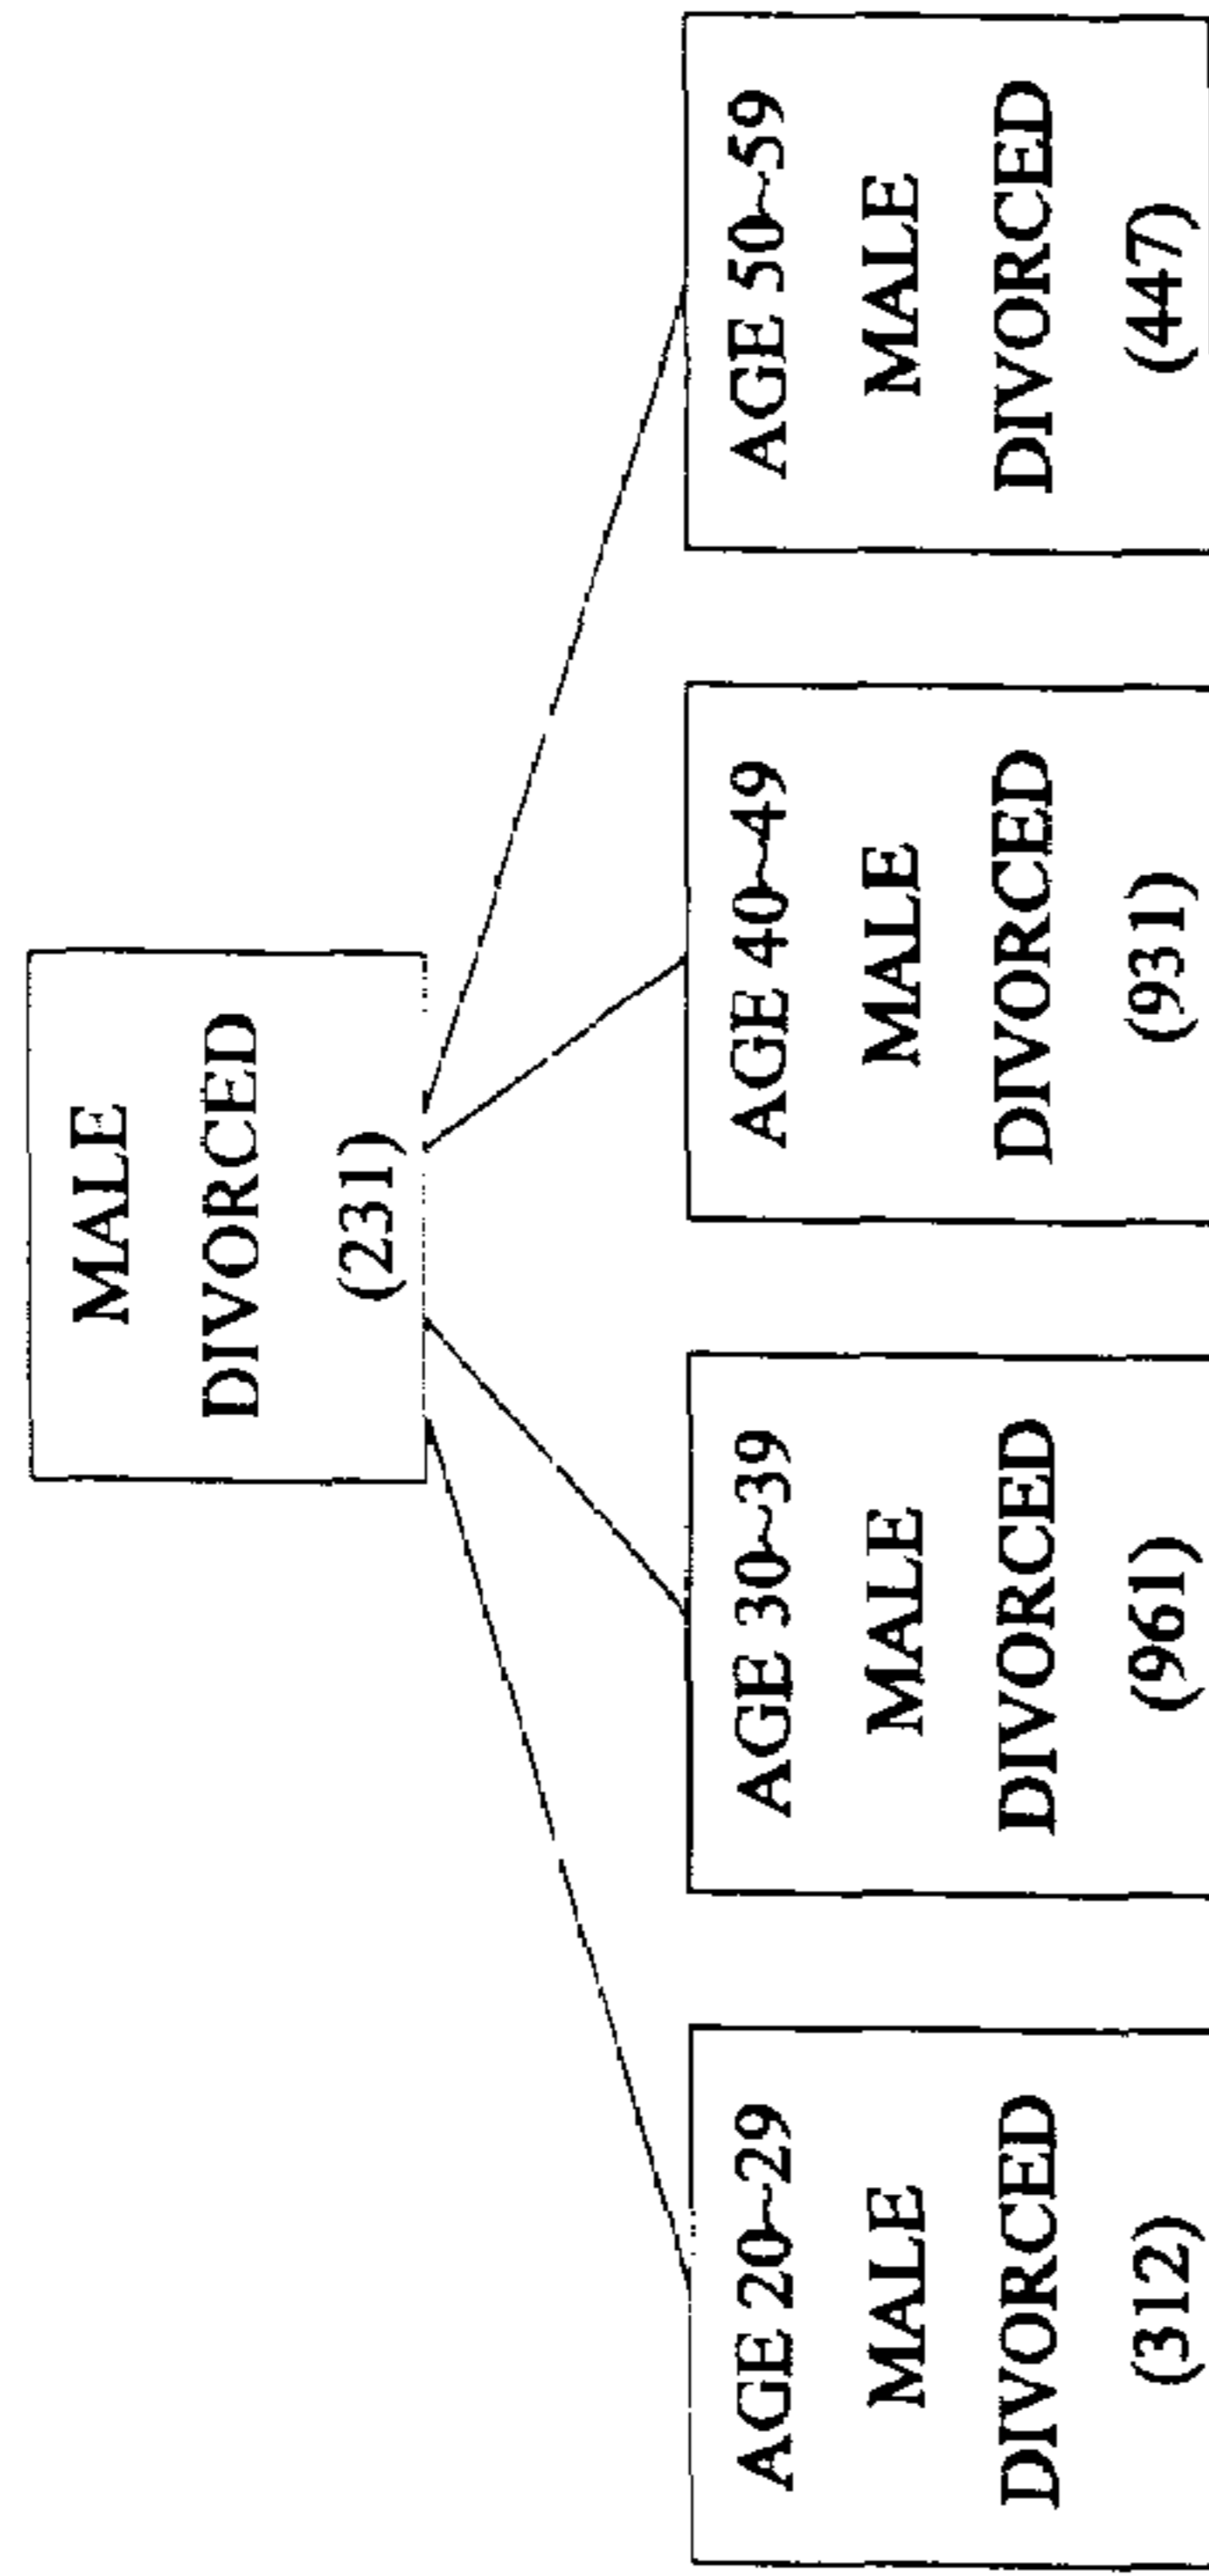 MALE
DIVORCED
(231)
AGE 20~29
MALE
DIVORCED
(312)
AGE 30~39
MALE
DIVORCED
(961)
AGE 40~49
MALE
DIVORCED
(931)
AGE 50~59
MALE
DIVORCED
(447)